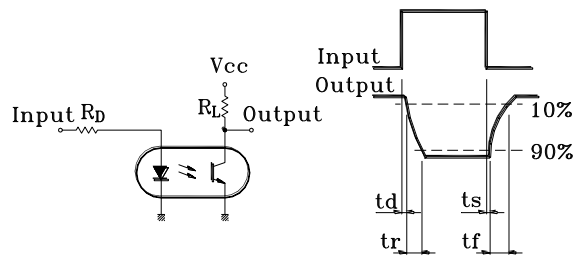 Vcc
Input RD
RL
Output
Input
Output
10%
90%
td
ts
tr
tf